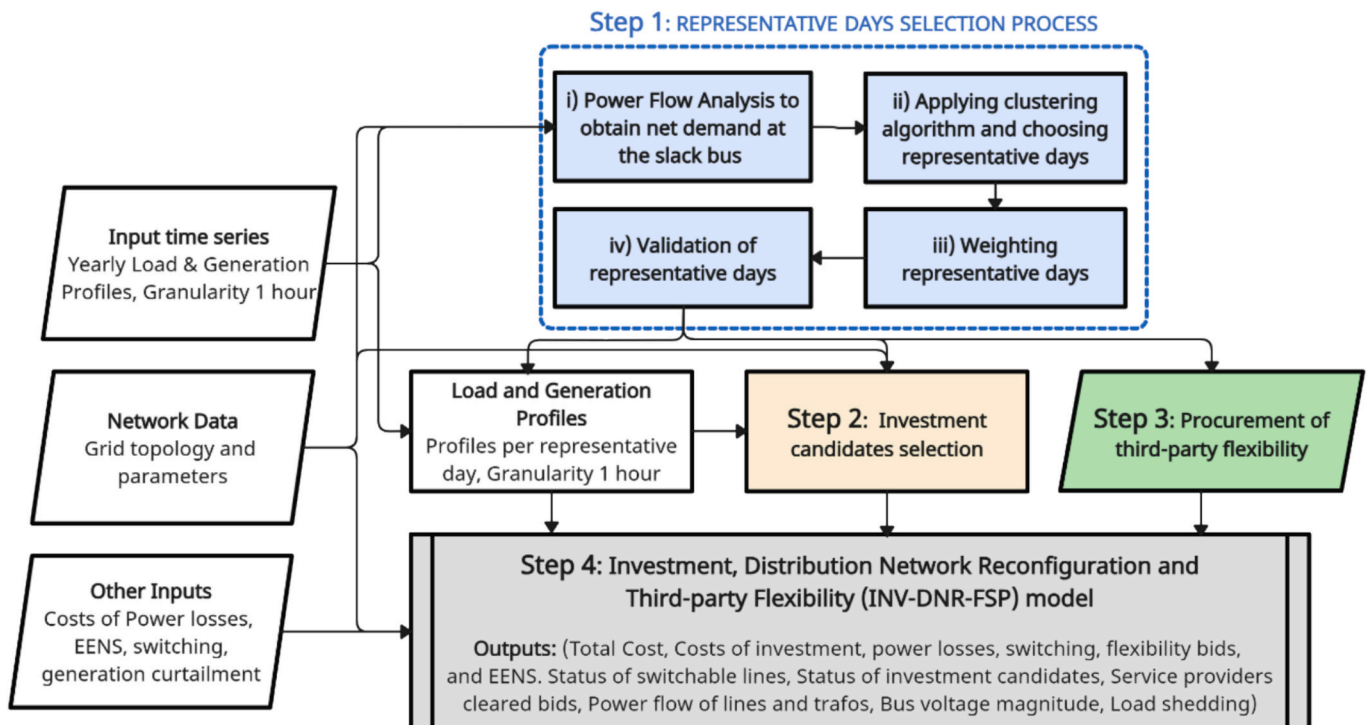 Step 1: REPRESENTATIVE DAYS SELECTION PROCESS
i) Power Flow Analysis to
obtain net demand at
the slack bus
ii) Applying clustering
algorithm and choosing
representative days
iv) Validation of
representative days
iii) Weighting
representative days
Input time series
Yearly Load & Generation
Profiles, Granularity 1 hour
Network Data
Grid topology and
parameters
Other Inputs
Costs of Power losses,
EENS, switching,
generation curtailment
Load and Generation
Profiles
Profiles per representative
day, Granularity 1 hour
Step 2: Investment
candidates selection
Step 3: Procurement of
third-party flexibility
Step 4: Investment, Distribution Network Reconfiguration and
Third-party Flexibility (INV-DNR-FSP) model
Outputs: (Total Cost, Costs of investment, power losses, switching, flexibility bids,
and EENS. Status of switchable lines, Status of investment candidates, Service providers
cleared bids, Power flow of lines and trafos, Bus voltage magnitude, Load shedding)